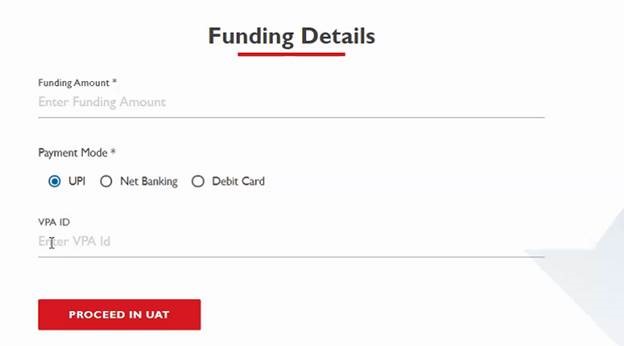 Funding Details
Funding Amount *
Enter Funding Amount
Payment Mode *
UPI Net Banking Debit Card
VPA ID
Enter VPA Id
PROCEED IN UAT